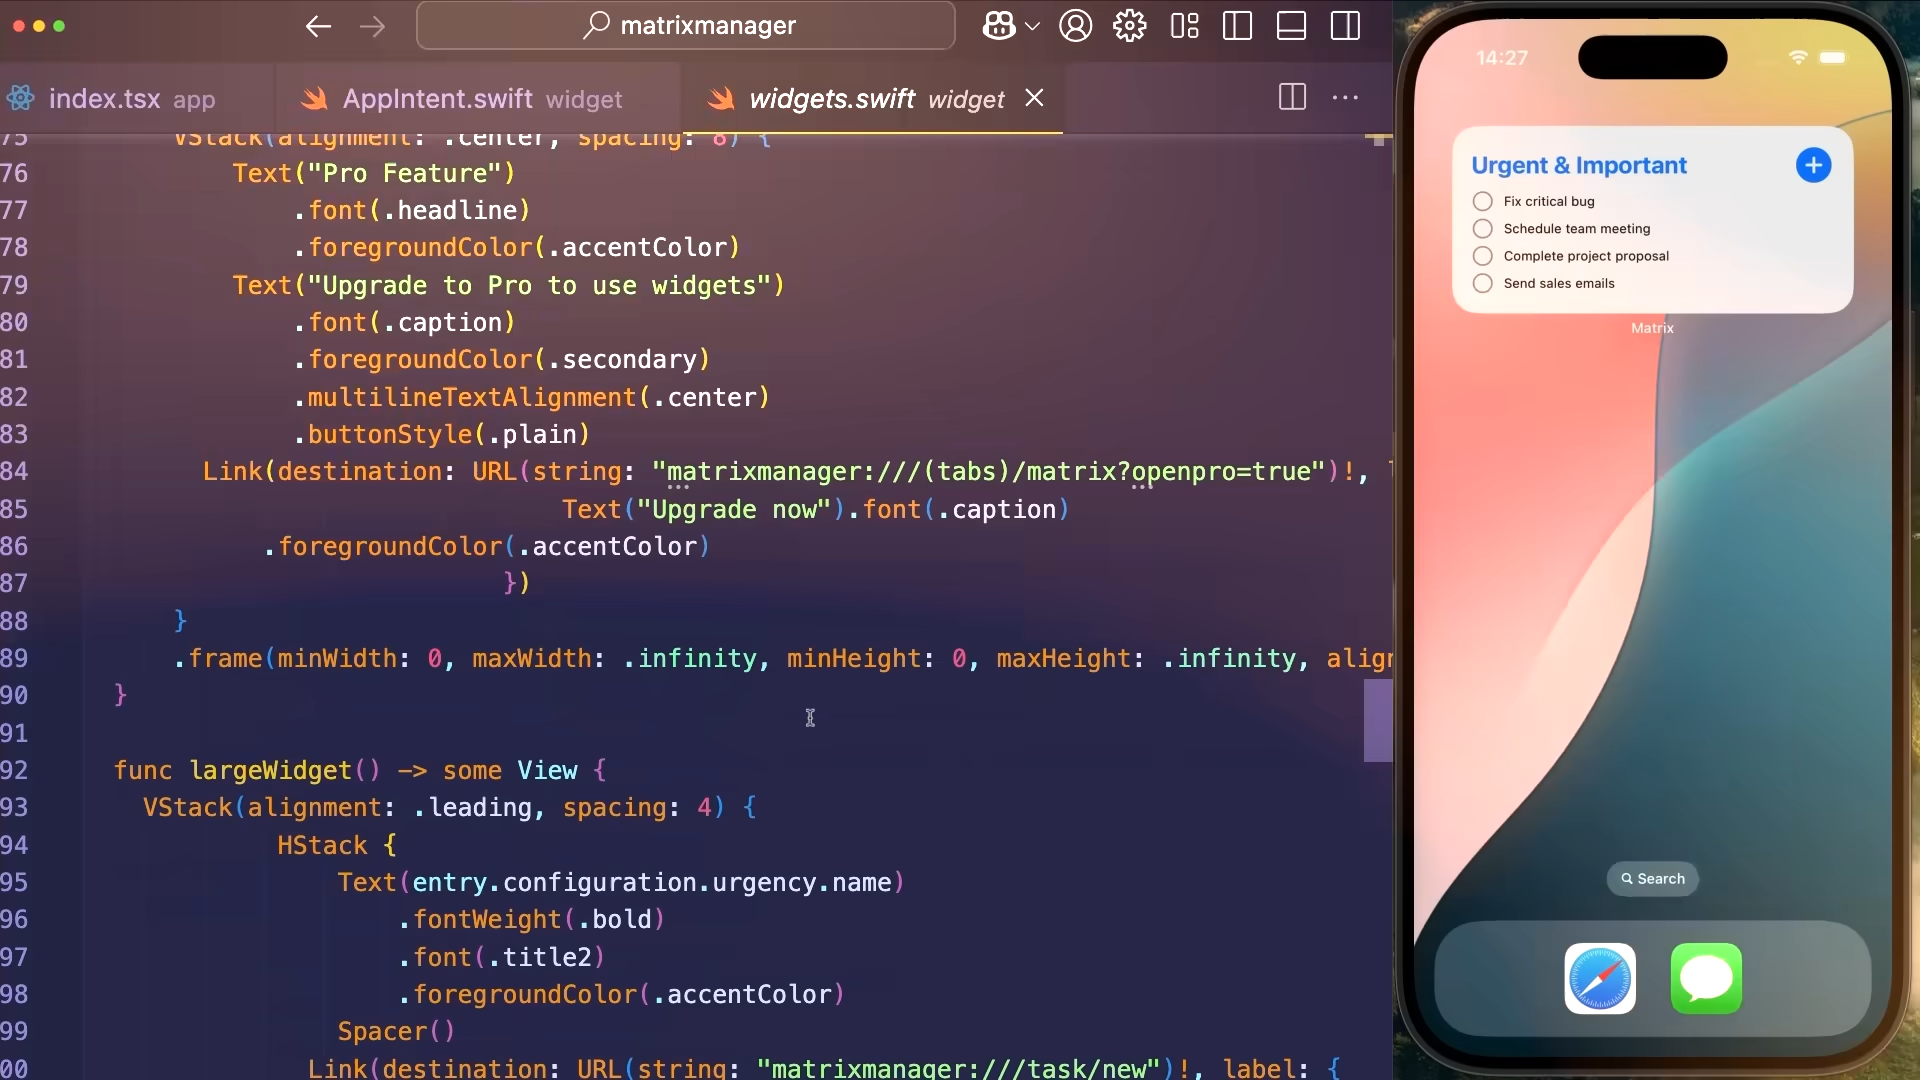 matrixmanager
index.tsx app
AppIntent.swift widget
widgets.swift widget
75 VStack(alignment: .center, spacing: 8) {
76 Text("Pro Feature")
77 .font(.headline)
78 .foregroundColor(.accentColor)
79 Text("Upgrade to Pro to use widgets")
80 .font(.caption)
81 .foregroundColor(.secondary)
82 .multilineTextAlignment(.center)
83 .buttonStyle(.plain)
84 Link(destination: URL(string: "matrixmanager:///(tabs)/matrix?openpro=true")!,
85 Text("Upgrade now").font(.caption)
86 .foregroundColor(.accentColor)
87 })
88 }
89 .frame(minWidth: 0, maxWidth: .infinity, minHeight: 0, maxHeight: .infinity, align
90 }
91
92 func largeWidget() -> some View {
93 VStack(alignment: .leading, spacing: 4) {
94 HStack {
95 Text(entry.configuration.urgency.name)
96 .fontWeight(.bold)
97 .font(.title2)
98 .foregroundColor(.accentColor)
99 Spacer()
00 Link(destination: URL(string: "matrixmanager:///task/new")!, label: {
14:27
Urgent & Important
Fix critical bug
Schedule team meeting
Complete project proposal
Send sales emails
Matrix
Search